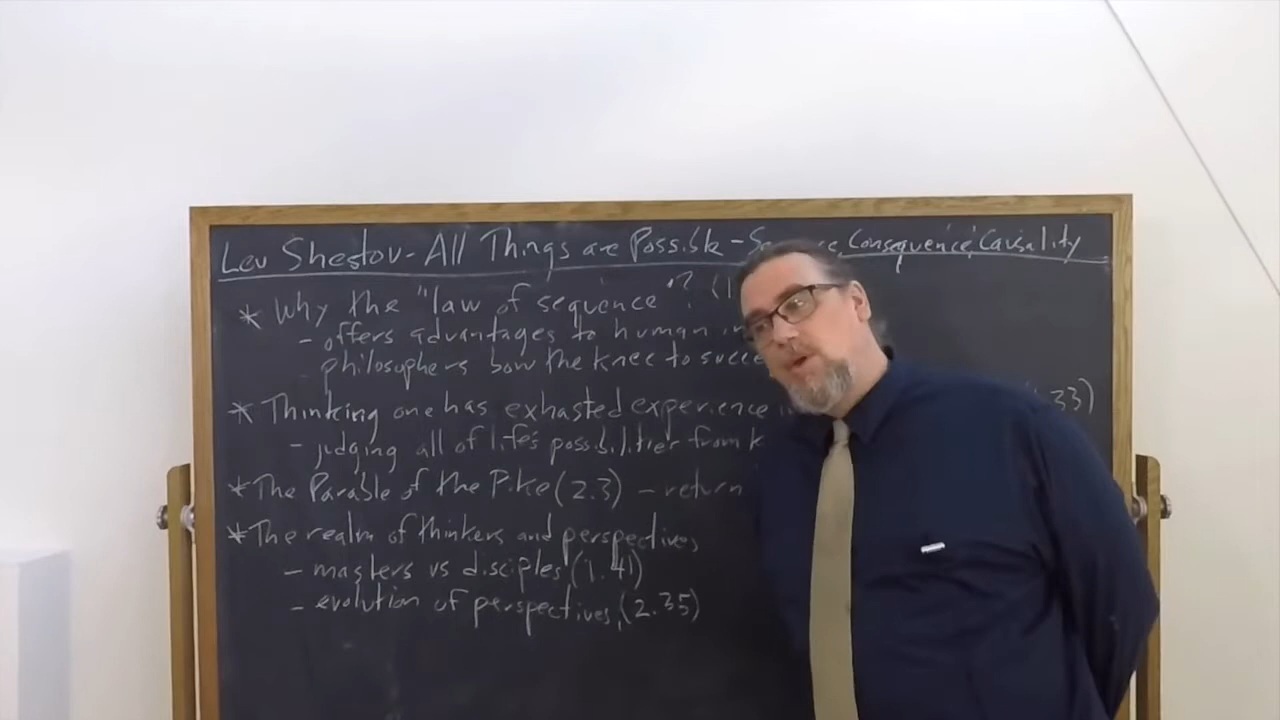 Lev Shestov - All Things are Possible - Consequence, Causality
* Why the "law of sequence"? (1
- offers advantages to human
- philosophers bow the knee to succe
* Thinking one has exhasted experience 33)
- judging all of life's possibilities from
* The Parable of the Pike (2.3) - return
* The realm of thinkers and perspectives
- masters vs disciples, (1.41)
- evolution of perspectives, (2.35)